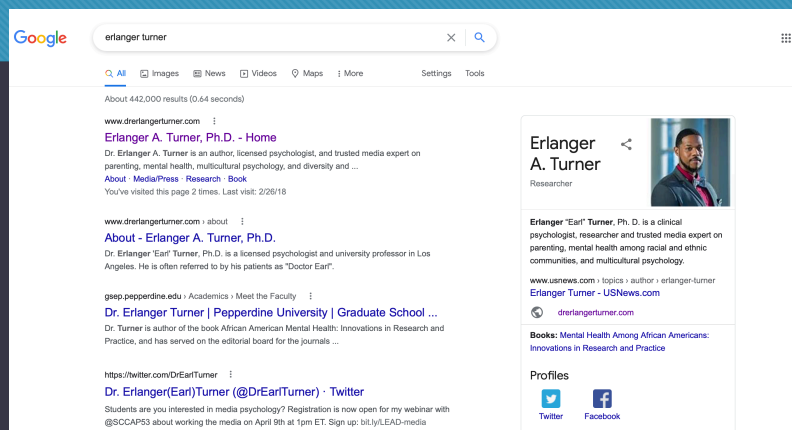 Google
erlanger turner
All Images News Videos Maps More Settings Tools
About 442,000 results (0.64 seconds)
www.drerlangerturner.com
Erlanger A. Turner, Ph.D. - Home
Dr. Erlanger A. Turner is an author, licensed psychologist, and trusted media expert on
parenting, mental health, multicultural psychology, and diversity and ...
About · Media/Press · Research · Book
You've visited this page 2 times. Last visit: 2/26/18
www.drerlangerturner.com › about
About - Erlanger A. Turner, Ph.D.
Dr. Erlanger 'Earl' Turner, Ph.D. is a licensed psychologist and university professor in Los
Angeles. He is often referred to by his patients as "Doctor Earl".
gsep.pepperdine.edu › Academics › Meet the Faculty
Dr. Erlanger Turner | Pepperdine University | Graduate School ...
Dr. Turner is author of the book African American Mental Health: Innovations in Research and
Practice, and has served on the editorial board for the journals ...
https://twitter.com/DrEarlTurner
Dr. Erlanger(Earl)Turner (@DrEarlTurner) · Twitter
Students are you interested in media psychology? Registration is now open for my webinar with
@SCCAP53 about working the media on April 9th at 1pm ET. Sign up: bit.ly/LEAD-media
Erlanger
A. Turner
Researcher
Erlanger "Earl" Turner, Ph. D. is a clinical
psychologist, researcher and trusted media expert on
parenting, mental health among racial and ethnic
communities, and multicultural psychology.
www.usnews.com › topics › author › erlanger-turner
Erlanger Turner - USNews.com
drerlangerturner.com
Books: Mental Health Among African Americans:
Innovations in Research and Practice
Profiles
Twitter Facebook